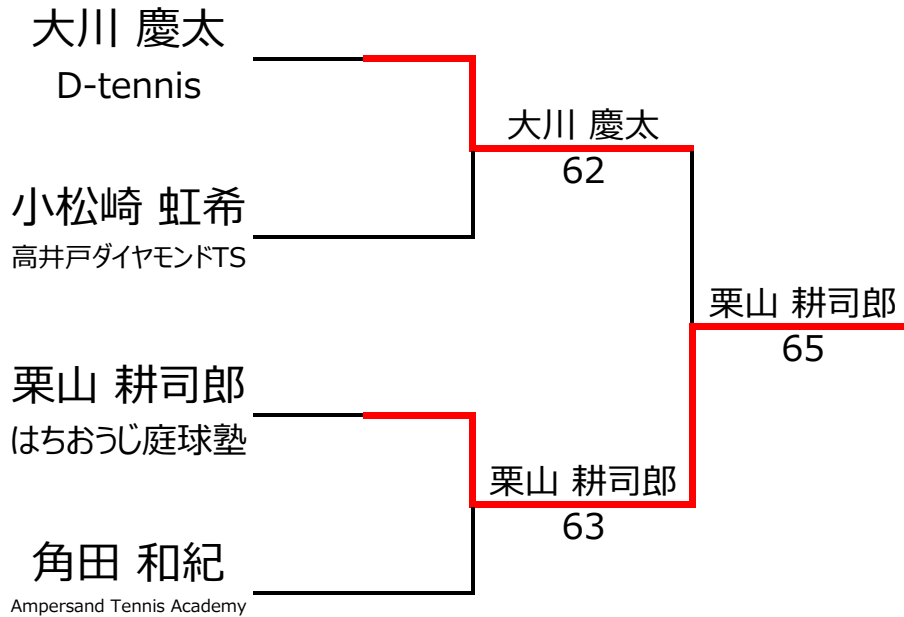 大川 慶太
D-tennis
大川 慶太
62
小松崎 虹希
高井戸ダイヤモンドTS
栗山 耕司郎
65
栗山 耕司郎
はちおうじ庭球塾
栗山 耕司郎
63
角田 和紀
Ampersand Tennis Academy